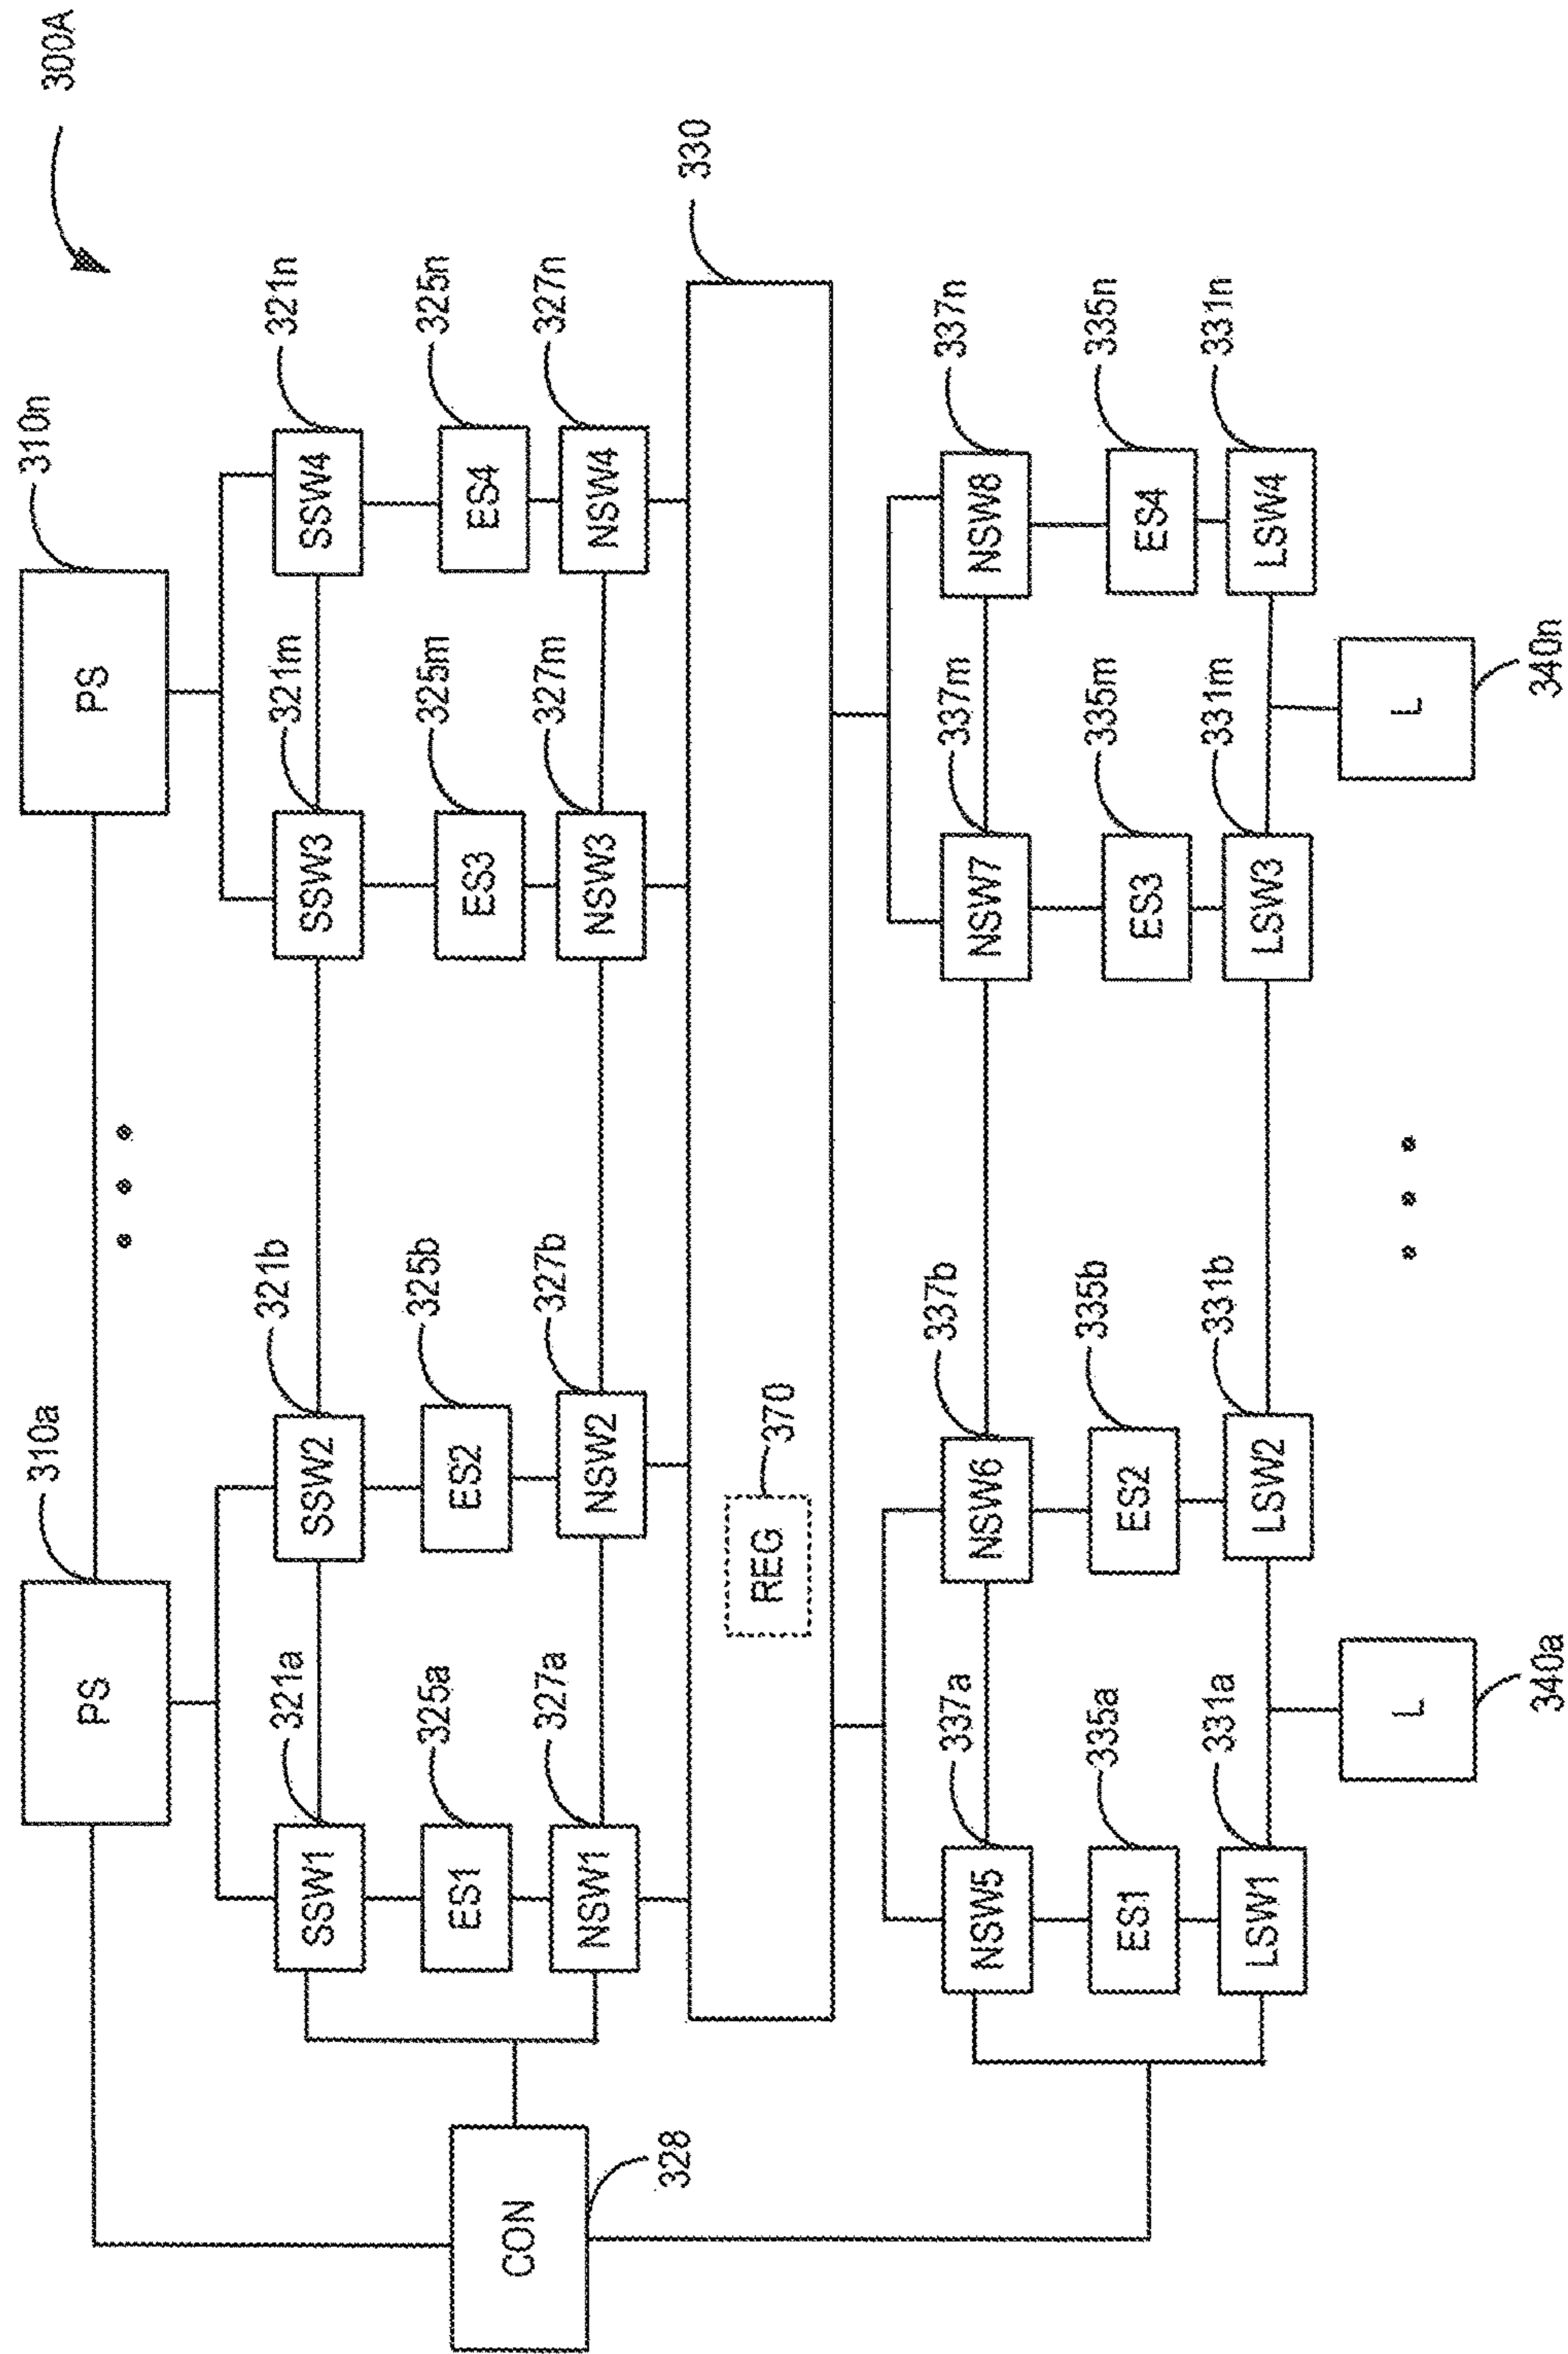 300A
310a
310n
PS
PS
321a
321b
321m
321n
SSW1
SSW2
SSW3
SSW4
325a
325b
325m
325n
ES1
ES2
ES3
ES4
327a
327b
327m
327n
NSW1
NSW2
NSW3
NSW4
CON
328
330
REG
370
337a
337b
337m
337n
NSW5
NSW6
NSW7
NSW8
335a
335b
335m
335n
ES1
ES2
ES3
ES4
331a
331b
331m
331n
LSW1
LSW2
LSW3
LSW4
L
L
340a
340n